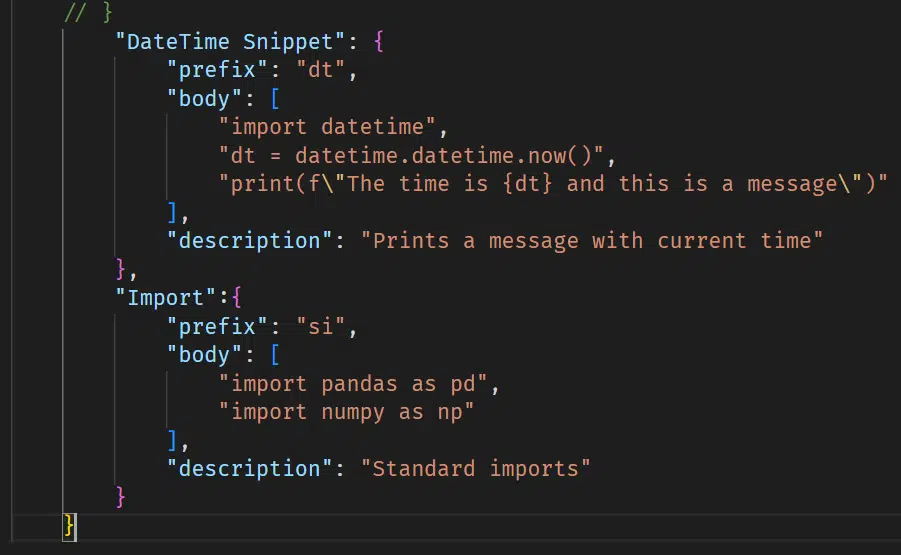 // }
"DateTime Snippet": {
"prefix": "dt",
"body": [
"import datetime",
"dt = datetime.datetime.now()",
"print(f\"The time is {dt} and this is a message\")"
],
"description": "Prints a message with current time"
},
"Import":{
"prefix": "si",
"body": [
"import pandas as pd",
"import numpy as np"
],
"description": "Standard imports"
}
}